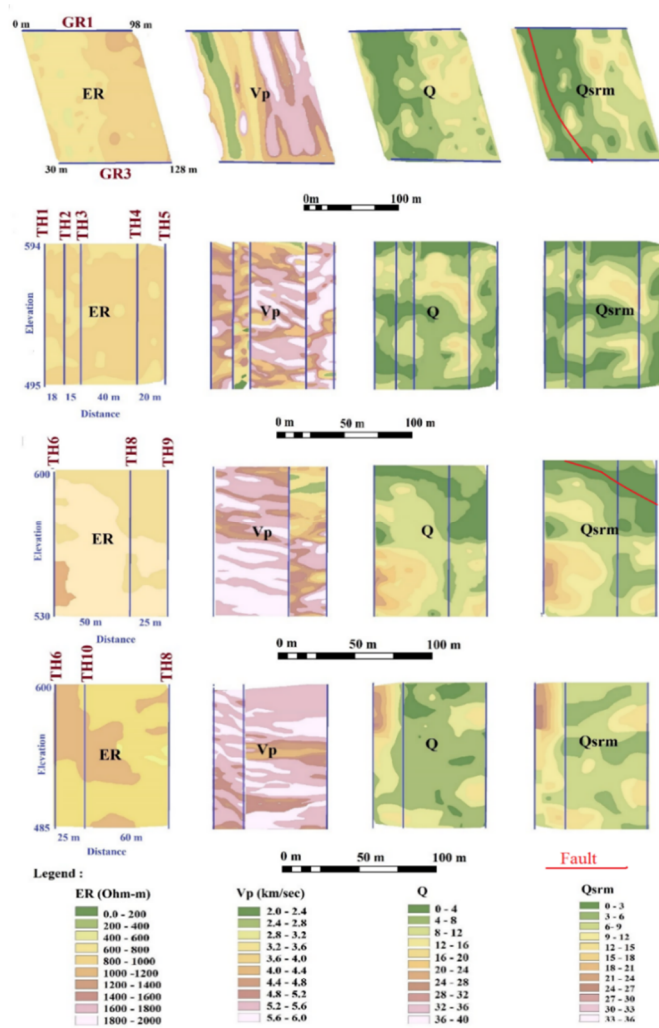 0 m GR1 98 m
ER Vp Q Qsrm
30 m GR3 128 m
0m 100 m
TH1 TH2 TH3 TH4 TH5
594
Elevation
ER Vp Q Qsrm
495
18 15 40 m 20 m
Distance
0 m 50 m 100 m
TH6 TH8 TH9
600
Elevation
ER Vp Q Qsrm
530
50 m 25 m
Distance
0 m 50 m 100 m
TH6 TH10 TH8
600
Elevation
ER Vp Q Qsrm
485
25 m 60 m
Distance
0 m 50 m 100 m
Fault
Legend :
ER (Ohm-m) Vp (km/sec) Q Qsrm
0.0 - 200 2.0 - 2.4 0 - 4 0 - 3
200 - 400 2.4 - 2.8 4 - 8 3 - 6
400 - 600 2.8 - 3.2 8 - 12 6 - 9
600 - 800 3.2 - 3.6 12 - 16 9 - 12
800 - 1000 3.6 - 4.0 16 - 20 12 - 15
1000 -1200 4.0 - 4.4 20 - 24 15 - 18
1200 - 1400 4.4 - 4.8 24 - 28 18 - 21
1400 - 1600 4.8 - 5.2 28 - 32 21 - 24
1600 - 1800 5.2 - 5.6 32 - 36 24 - 27
1800 - 2000 5.6 - 6.0 36 - 40 27 - 30
30 - 33
33 - 36